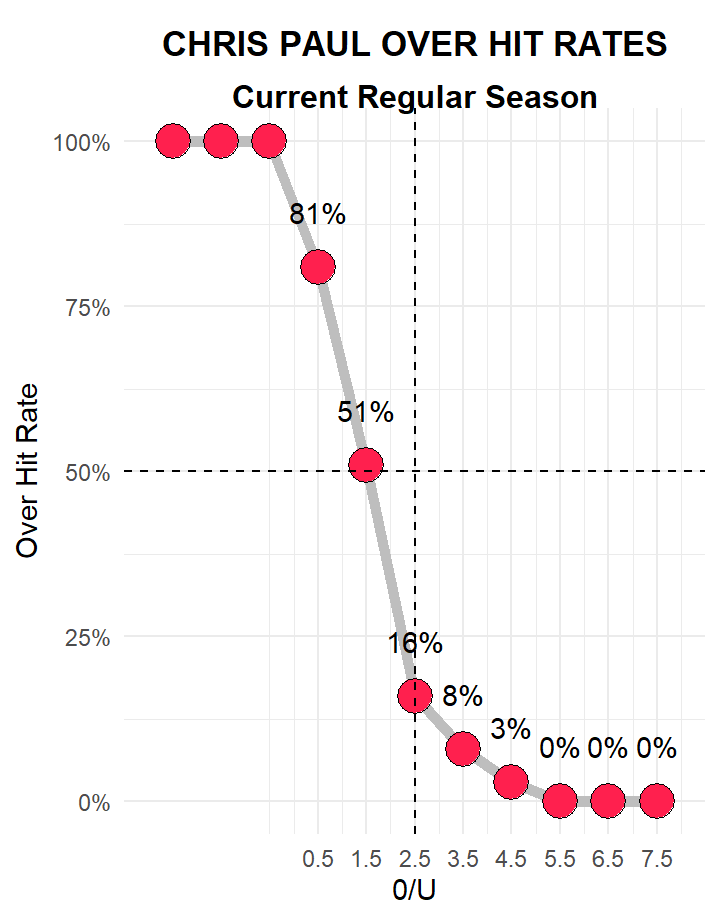 CHRIS PAUL OVER HIT RATES
Current Regular Season
100%
81%
75%
51%
Over Hit Rate
50%
25%
16%
8%
3%
0% 0% 0%
0%
0.5 1.5 2.5 3.5 4.5 5.5 6.5 7.5
0/U